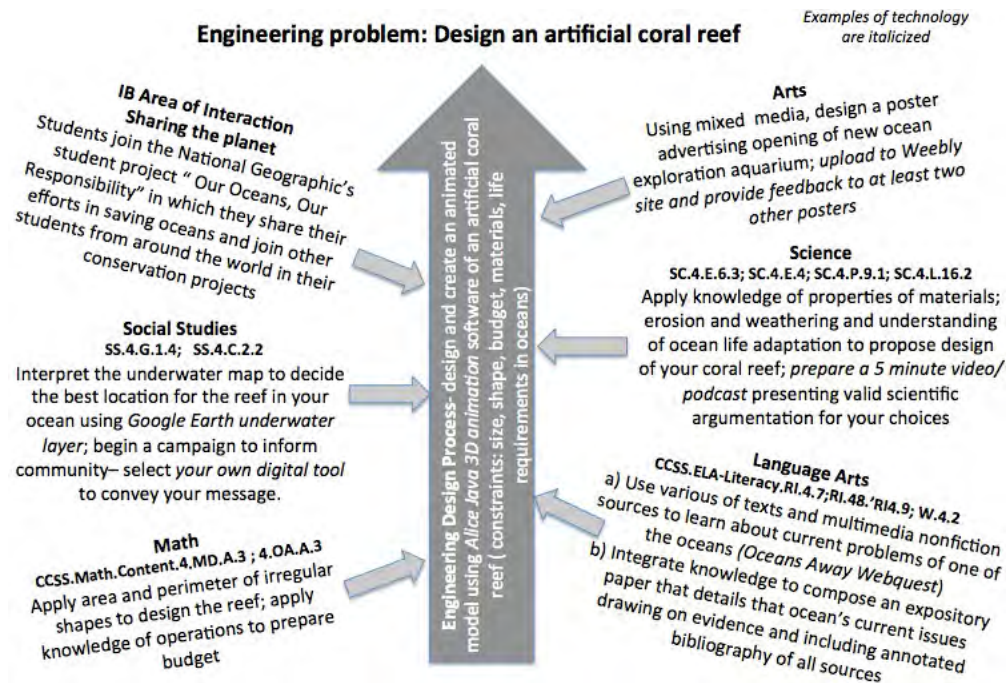 Engineering problem: Design an artificial coral reef
Examples of technology
are italicized
IB Area of Interaction
Sharing the planet
Students join the National Geographic's
student project " Our Oceans, Our
Responsibility" in which they share their
efforts in saving oceans and join other
students from around the world in their
conservation projects
Social Studies
SS.4.G.1.4; SS.4.C.2.2
Interpret the underwater map to decide
the best location for the reef in your
ocean using Google Earth underwater
layer; begin a campaign to inform
community– select your own digital tool
to convey your message.
Math
CCSS.Math.Content.4.MD.A.3 ; 4.OA.A.3
Apply area and perimeter of irregular
shapes to design the reef; apply
knowledge of operations to prepare
budget
Engineering Design Process- design and create an animated
model using Alice Java 3D animation software of an artificial coral
reef ( constraints: size, shape, budget, materials, life
requirements in oceans)
Arts
Using mixed media, design a poster
advertising opening of new ocean
exploration aquarium; upload to Weebly
site and provide feedback to at least two
other posters
Science
SC.4.E.6.3; SC.4.E.4; SC.4.P.9.1; SC.4.L.16.2
Apply knowledge of properties of materials;
erosion and weathering and understanding
of ocean life adaptation to propose design
of your coral reef; prepare a 5 minute video/
podcast presenting valid scientific
argumentation for your choices
Language Arts
CCSS.ELA-Literacy.RI.4.7;RI.48.'RI4.9; W.4.2
a) Use various of texts and multimedia nonfiction
sources to learn about current problems of one of
the oceans (Oceans Away Webquest)
b) Integrate knowledge to compose an expository
paper that details that ocean's current issues
drawing on evidence and including annotated
bibliography of all sources